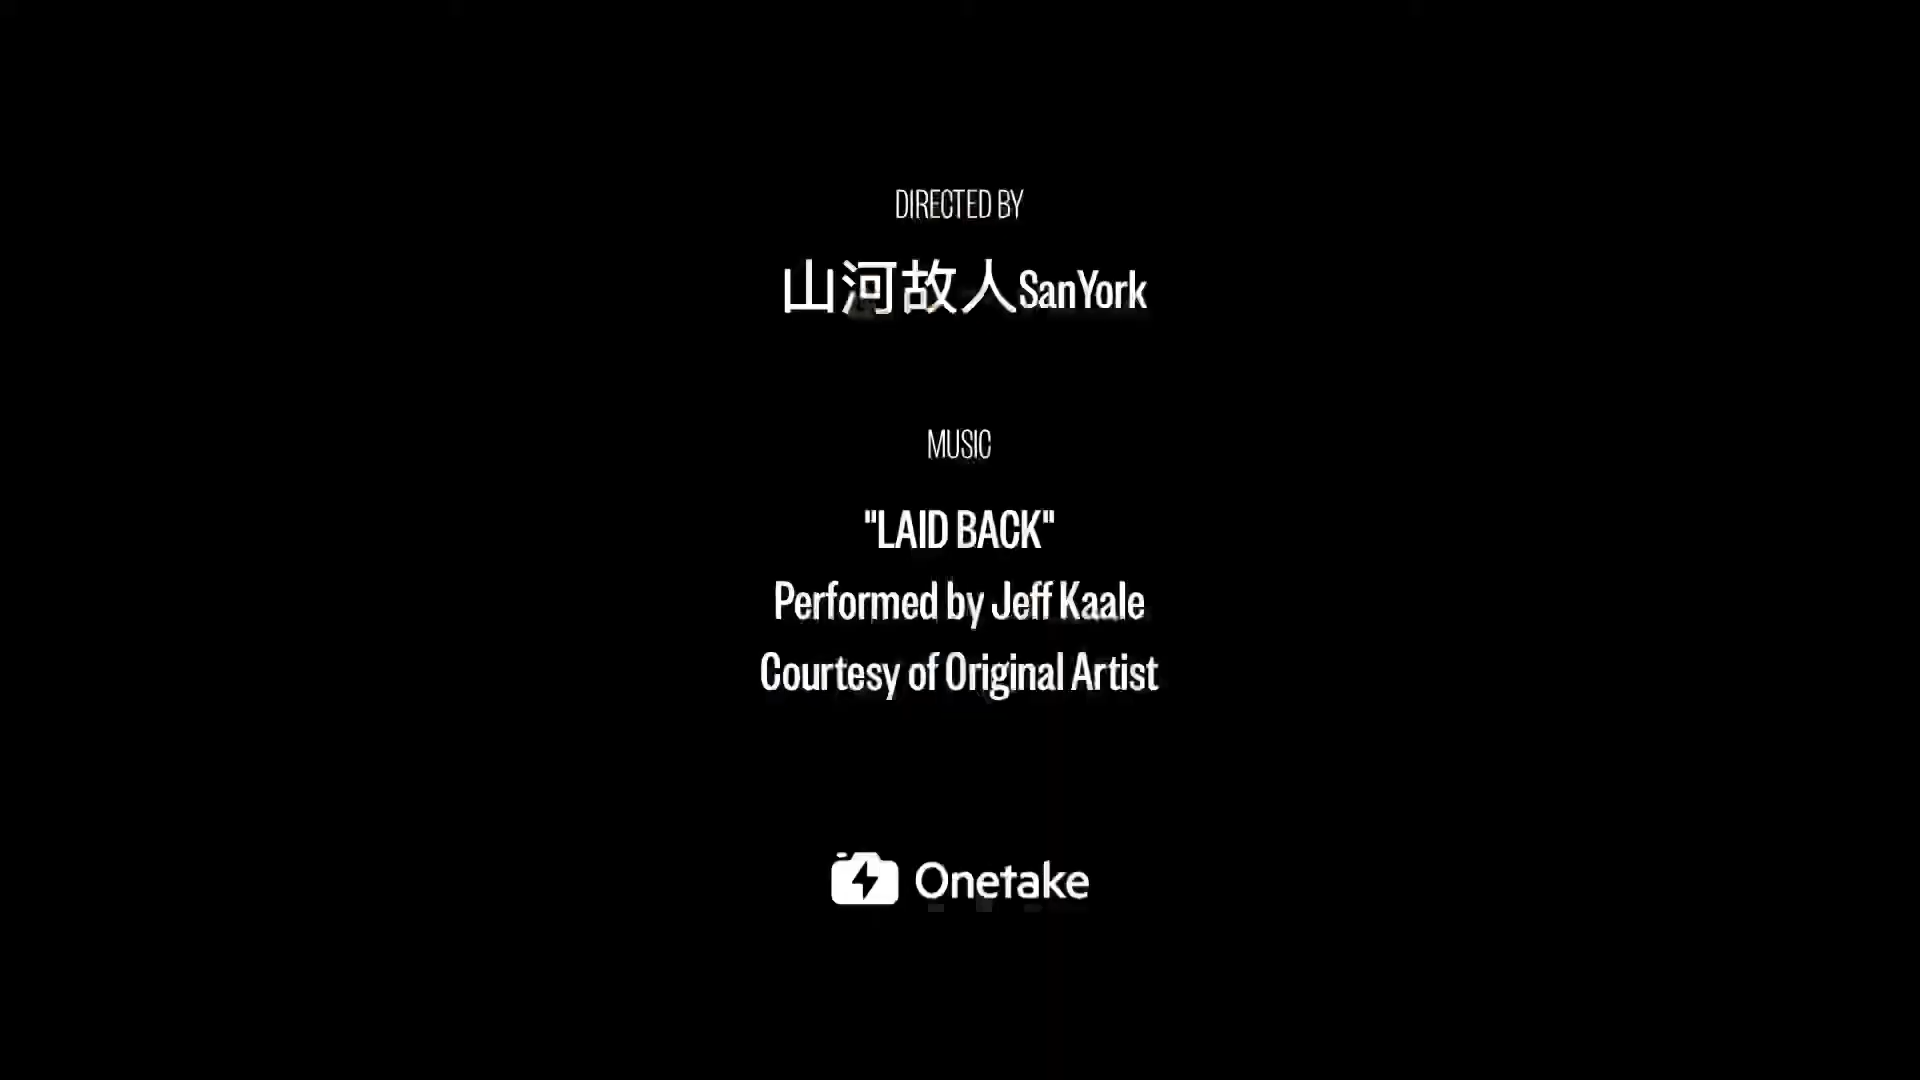 DIRECTED BY
山河故人SanYork
MUSIC
"LAID BACK"
Performed by Jeff Kaale
Courtesy of Original Artist
Onetake